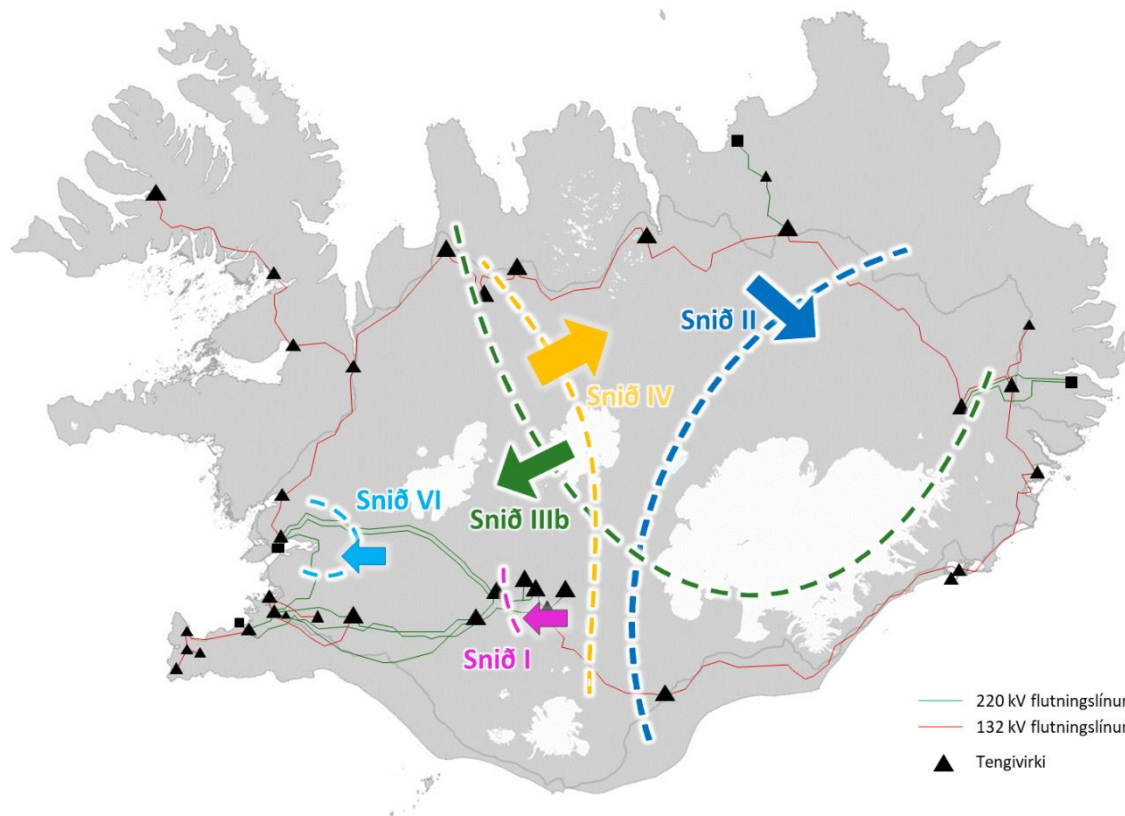 Snið II
Snið IV
Snið VI
Snið IIIb
Snið I
220 kV flutningslínur
132 kV flutningslínur
Tengivirki